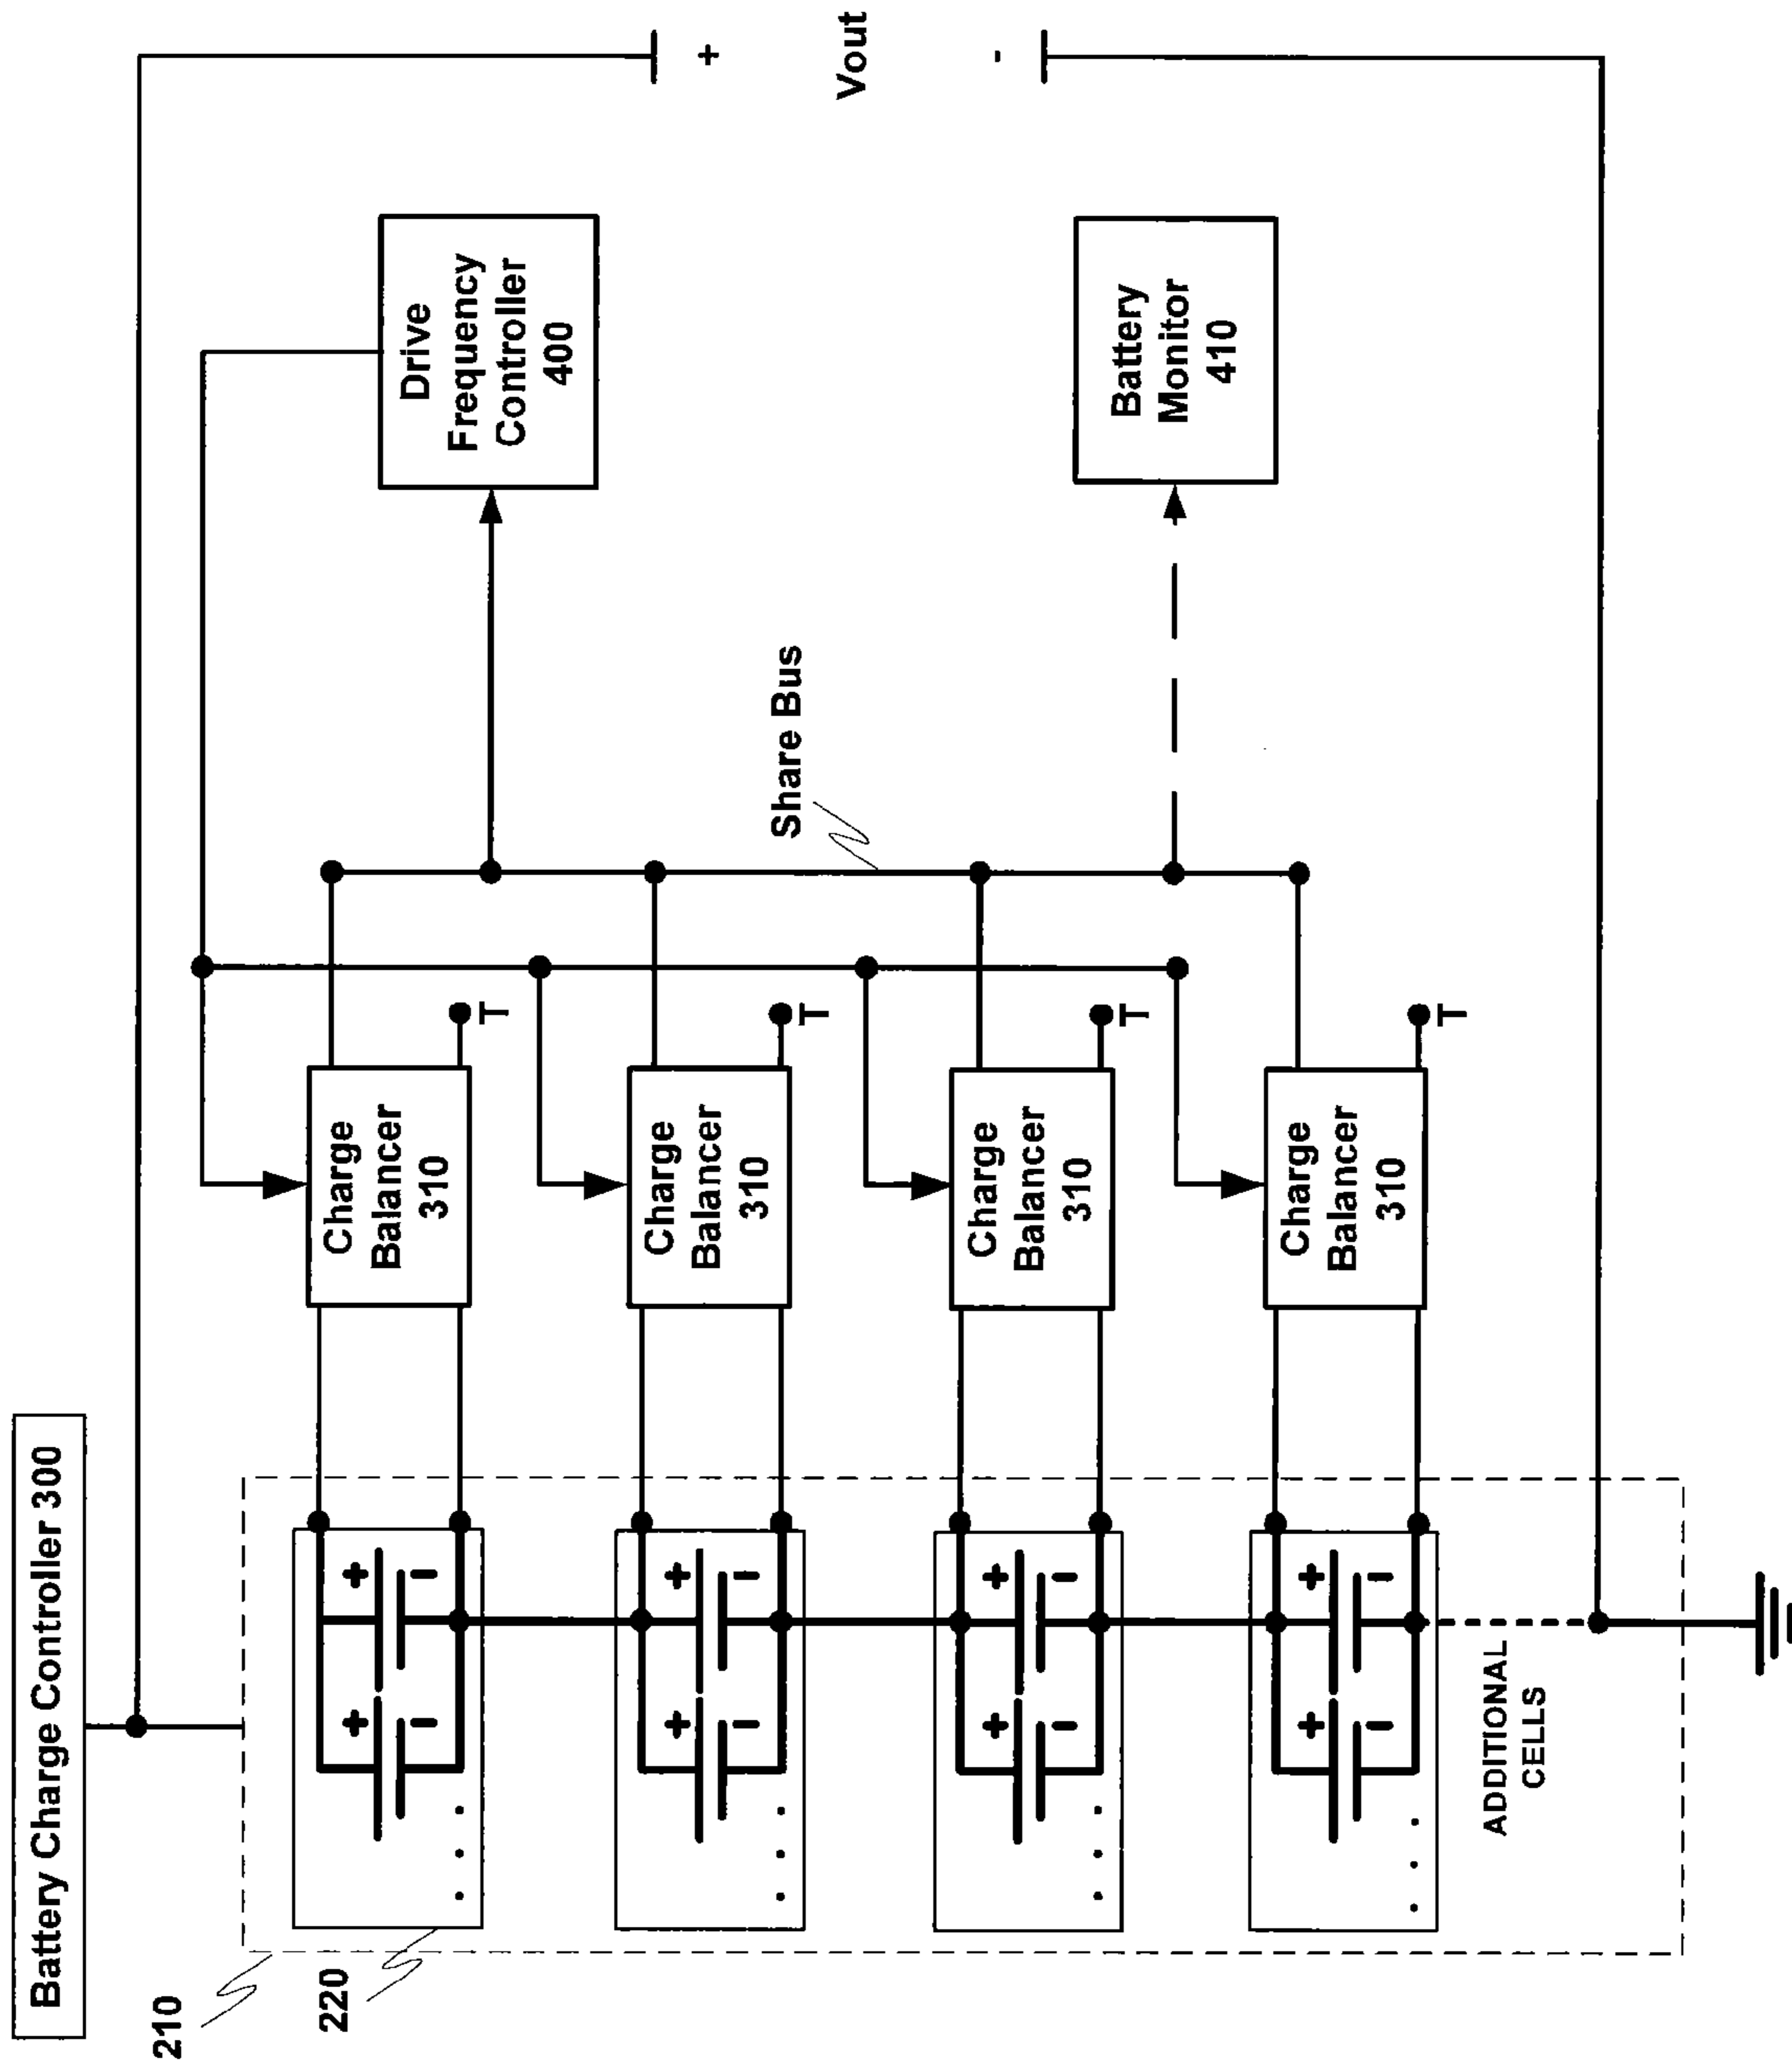 Battery Charge Controller 300
210
220
+
+
-
-
+
+
-
-
+
+
-
-
+
+
-
-
ADDITIONAL
CELLS
Charge
Balancer
310
T
Charge
Balancer
310
T
Charge
Balancer
310
T
Charge
Balancer
310
T
Share Bus
Drive
Frequency
Controller
400
Battery
Monitor
410
+
Vout
-